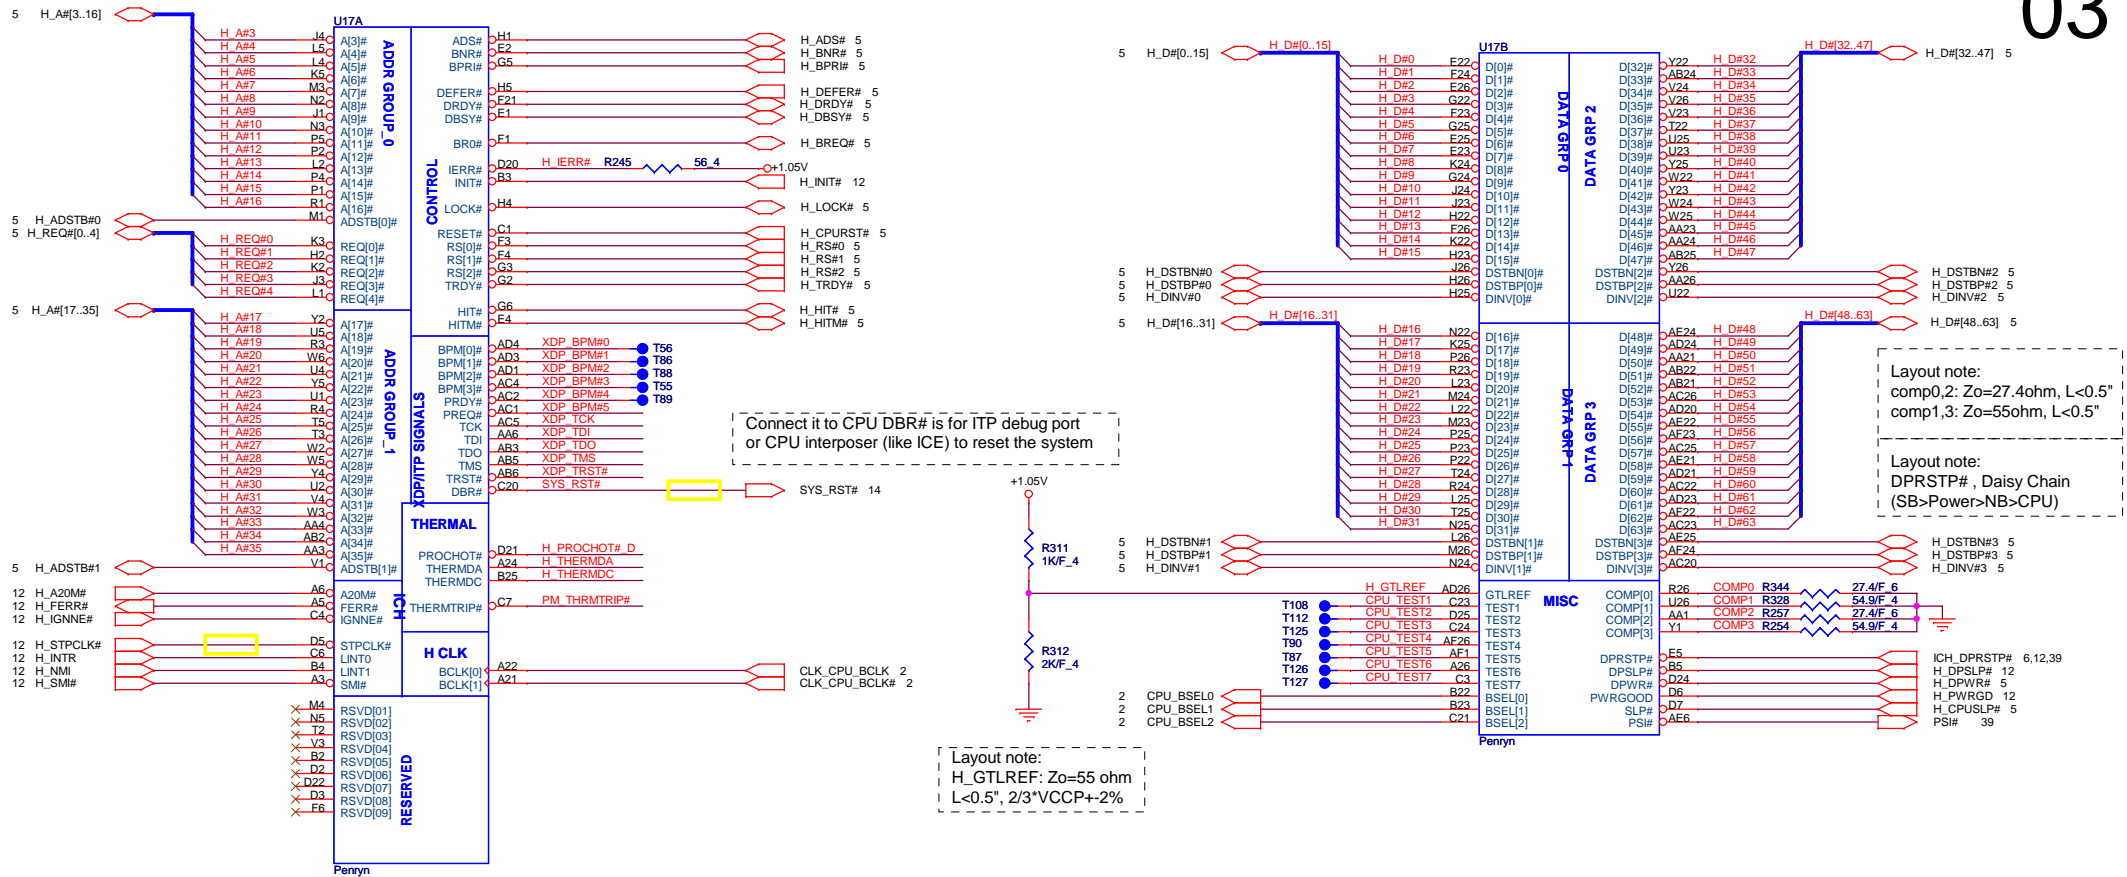 03
5 H_A#[3..16]
U17A
H_A#3 J4 A[3]#
H_A#4 L5 A[4]#
H_A#5 L4 A[5]#
H_A#6 K5 A[6]#
H_A#7 M3 A[7]#
H_A#8 N2 A[8]#
H_A#9 J1 A[9]#
H_A#10 N3 A[10]#
H_A#11 P5 A[11]#
H_A#12 P2 A[12]#
H_A#13 L2 A[13]#
H_A#14 P4 A[14]#
H_A#15 P1 A[15]#
H_A#16 R1 A[16]#
5 H_ADSTB#0 M1 ADSTB[0]#
5 H_REQ#[0..4]
H_REQ#0 K3 REQ[0]#
H_REQ#1 H2 REQ[1]#
H_REQ#2 K2 REQ[2]#
H_REQ#3 J3 REQ[3]#
H_REQ#4 L1 REQ[4]#
5 H_A#[17..35]
H_A#17 Y2 A[17]#
H_A#18 U5 A[18]#
H_A#19 R3 A[19]#
H_A#20 W6 A[20]#
H_A#21 U4 A[21]#
H_A#22 Y5 A[22]#
H_A#23 U1 A[23]#
H_A#24 R4 A[24]#
H_A#25 T5 A[25]#
H_A#26 T3 A[26]#
H_A#27 W2 A[27]#
H_A#28 W5 A[28]#
H_A#29 Y4 A[29]#
H_A#30 U2 A[30]#
H_A#31 V4 A[31]#
H_A#32 W3 A[32]#
H_A#33 AA4 A[33]#
H_A#34 AB2 A[34]#
H_A#35 AA3 A[35]#
5 H_ADSTB#1 V1 ADSTB[1]#
12 H_A20M# A6 A20M#
12 H_FERR# A5 FERR#
12 H_IGNNE# C4 IGNNE#
12 H_STPCLK# D5 STPCLK#
12 H_INTR C6 LINT0
12 H_NMI B4 LINT1
12 H_SMI# A3 SMI#
M4 RSVD[01]
N5 RSVD[02]
T2 RSVD[03]
V3 RSVD[04]
B2 RSVD[05]
D2 RSVD[06]
D22 RSVD[07]
D3 RSVD[08]
F6 RSVD[09]
ADDR GROUP_0
ADDR GROUP_1
ICH
RESERVED
CONTROL
XDP/ITP SIGNALS
THERMAL
H CLK
ADS# H1 H_ADS# 5
BNR# E2 H_BNR# 5
BPRI# G5 H_BPRI# 5
DEFER# H5 H_DEFER# 5
DRDY# F21 H_DRDY# 5
DBSY# E1 H_DBSY# 5
BR0# F1 H_BREQ# 5
IERR# D20 H_IERR# R245 56_4 +1.05V
INIT# B3 H_INIT# 12
LOCK# H4 H_LOCK# 5
RESET# C1 H_CPURST# 5
RS[0]# F3 H_RS#0 5
RS[1]# F4 H_RS#1 5
RS[2]# G3 H_RS#2 5
TRDY# G2 H_TRDY# 5
HIT# G6 H_HIT# 5
HITM# E4 H_HITM# 5
BPM[0]# AD4 XDP_BPM#0 T56
BPM[1]# AD3 XDP_BPM#1 T86
BPM[2]# AD1 XDP_BPM#2 T88
BPM[3]# AC4 XDP_BPM#3 T55
PRDY# AC2 XDP_BPM#4 T89
PREQ# AC1 XDP_BPM#5
TCK AC5 XDP_TCK
TDI AA6 XDP_TDI
TDO AB3 XDP_TDO
TMS AB5 XDP_TMS
TRST# AB6 XDP_TRST#
DBR# C20 SYS_RST# SYS_RST# 14
PROCHOT# D21 H_PROCHOT#_D
THERMDA A24 H_THERMDA
THERMDC B25 H_THERMDC
THERMTRIP# C7 PM_THRMTRIP#
BCLK[0] A22 CLK_CPU_BCLK 2
BCLK[1] A21 CLK_CPU_BCLK# 2
Penryn
Connect it to CPU DBR# is for ITP debug port
or CPU interposer (like ICE) to reset the system
+1.05V
R311
1K/F_4
R312
2K/F_4
Layout note:
H_GTLREF: Zo=55 ohm
L<0.5", 2/3*VCCP+-2%
5 H_D#[0..15] H_D#[0..15]
U17B
H_D#0 E22 D[0]#
H_D#1 F24 D[1]#
H_D#2 E26 D[2]#
H_D#3 G22 D[3]#
H_D#4 F23 D[4]#
H_D#5 G25 D[5]#
H_D#6 E25 D[6]#
H_D#7 E23 D[7]#
H_D#8 K24 D[8]#
H_D#9 G24 D[9]#
H_D#10 J24 D[10]#
H_D#11 J23 D[11]#
H_D#12 H22 D[12]#
H_D#13 F26 D[13]#
H_D#14 K22 D[14]#
H_D#15 H23 D[15]#
5 H_DSTBN#0 J26 DSTBN[0]#
5 H_DSTBP#0 H26 DSTBP[0]#
5 H_DINV#0 H25 DINV[0]#
5 H_D#[16..31] H_D#[16..31]
H_D#16 N22 D[16]#
H_D#17 K25 D[17]#
H_D#18 P26 D[18]#
H_D#19 R23 D[19]#
H_D#20 L23 D[20]#
H_D#21 M24 D[21]#
H_D#22 L22 D[22]#
H_D#23 M23 D[23]#
H_D#24 P25 D[24]#
H_D#25 P23 D[25]#
H_D#26 P22 D[26]#
H_D#27 T24 D[27]#
H_D#28 R24 D[28]#
H_D#29 L25 D[29]#
H_D#30 T25 D[30]#
H_D#31 N25 D[31]#
5 H_DSTBN#1 L26 DSTBN[1]#
5 H_DSTBP#1 M26 DSTBP[1]#
5 H_DINV#1 N24 DINV[1]#
H_GTLREF AD26 GTLREF
T108 CPU_TEST1 C23 TEST1
T112 CPU_TEST2 D25 TEST2
T125 CPU_TEST3 C24 TEST3
T90 CPU_TEST4 AF26 TEST4
T87 CPU_TEST5 AF1 TEST5
T126 CPU_TEST6 A26 TEST6
T127 CPU_TEST7 C3 TEST7
2 CPU_BSEL0 B22 BSEL[0]
2 CPU_BSEL1 B23 BSEL[1]
2 CPU_BSEL2 C21 BSEL[2]
DATA GRP 0
DATA GRP 1
DATA GRP 2
DATA GRP 3
MISC
H_D#[32..47] H_D#[32..47] 5
D[32]# Y22 H_D#32
D[33]# AB24 H_D#33
D[34]# V24 H_D#34
D[35]# V26 H_D#35
D[36]# V23 H_D#36
D[37]# T22 H_D#37
D[38]# U25 H_D#38
D[39]# U23 H_D#39
D[40]# Y25 H_D#40
D[41]# W22 H_D#41
D[42]# Y23 H_D#42
D[43]# W24 H_D#43
D[44]# W25 H_D#44
D[45]# AA23 H_D#45
D[46]# AA24 H_D#46
D[47]# AB25 H_D#47
DSTBN[2]# Y26 H_DSTBN#2 5
DSTBP[2]# AA26 H_DSTBP#2 5
DINV[2]# U22 H_DINV#2 5
H_D#[48..63] H_D#[48..63] 5
D[48]# AE24 H_D#48
D[49]# AD24 H_D#49
D[50]# AA21 H_D#50
D[51]# AB22 H_D#51
D[52]# AB21 H_D#52
D[53]# AC26 H_D#53
D[54]# AD20 H_D#54
D[55]# AE22 H_D#55
D[56]# AF23 H_D#56
D[57]# AC25 H_D#57
D[58]# AE21 H_D#58
D[59]# AD21 H_D#59
D[60]# AC22 H_D#60
D[61]# AD23 H_D#61
D[62]# AF22 H_D#62
D[63]# AC23 H_D#63
DSTBN[3]# AE25 H_DSTBN#3 5
DSTBP[3]# AF24 H_DSTBP#3 5
DINV[3]# AC20 H_DINV#3 5
COMP[0] R26 COMP0 R344 27.4/F_6
COMP[1] U26 COMP1 R328 54.9/F_4
COMP[2] AA1 COMP2 R257 27.4/F_6
COMP[3] Y1 COMP3 R254 54.9/F_4
DPRSTP# E5 ICH_DPRSTP# 6,12,39
DPSLP# B5 H_DPSLP# 12
DPWR# D24 H_DPWR# 5
PWRGOOD D6 H_PWRGD 12
SLP# D7 H_CPUSLP# 5
PSI# AE6 PSI# 39
Penryn
Layout note:
comp0,2: Zo=27.4ohm, L<0.5"
comp1,3: Zo=55ohm, L<0.5"
Layout note:
DPRSTP# , Daisy Chain
(SB>Power>NB>CPU)